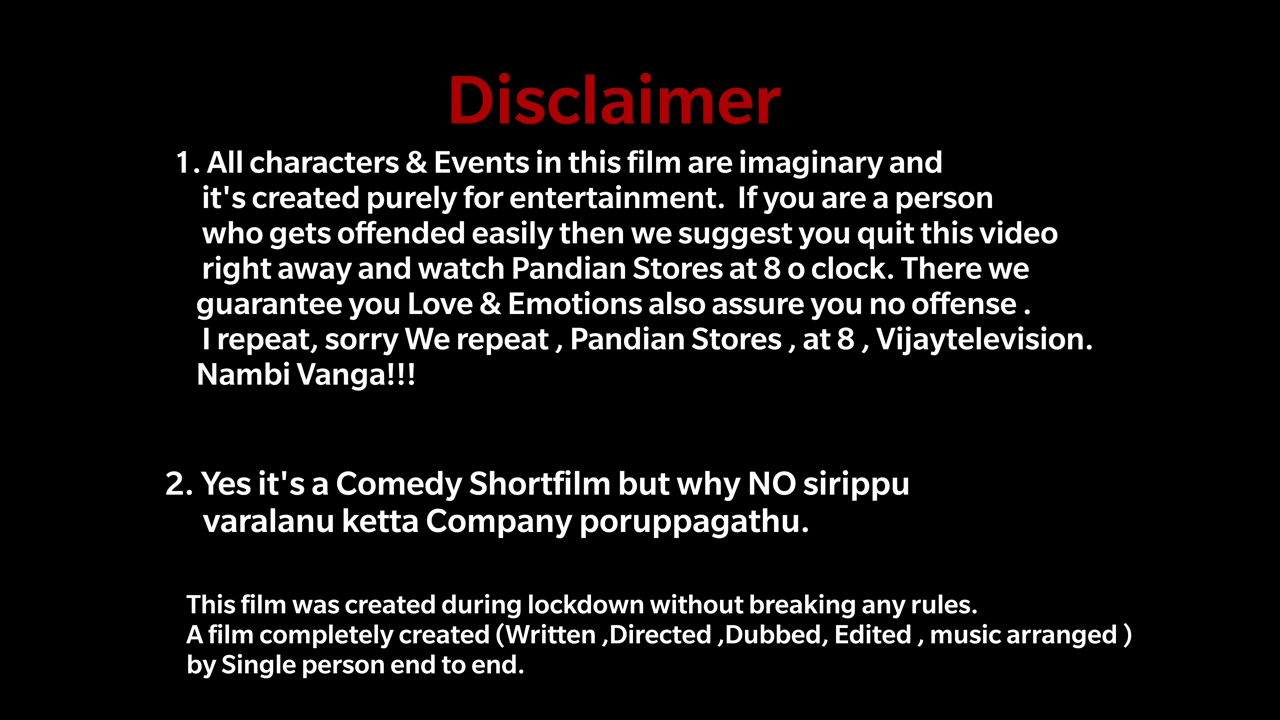 Disclaimer
1. All characters & Events in this film are imaginary and
it's created purely for entertainment. If you are a person
who gets offended easily then we suggest you quit this video
right away and watch Pandian Stores at 8 o clock. There we
guarantee you Love & Emotions also assure you no offense .
I repeat, sorry We repeat , Pandian Stores , at 8 , Vijaytelevision.
Nambi Vanga!!!
2. Yes it's a Comedy Shortfilm but why NO sirippu
varalanu ketta Company poruppagathu.
This film was created during lockdown without breaking any rules.
A film completely created (Written ,Directed ,Dubbed, Edited , music arranged )
by Single person end to end.